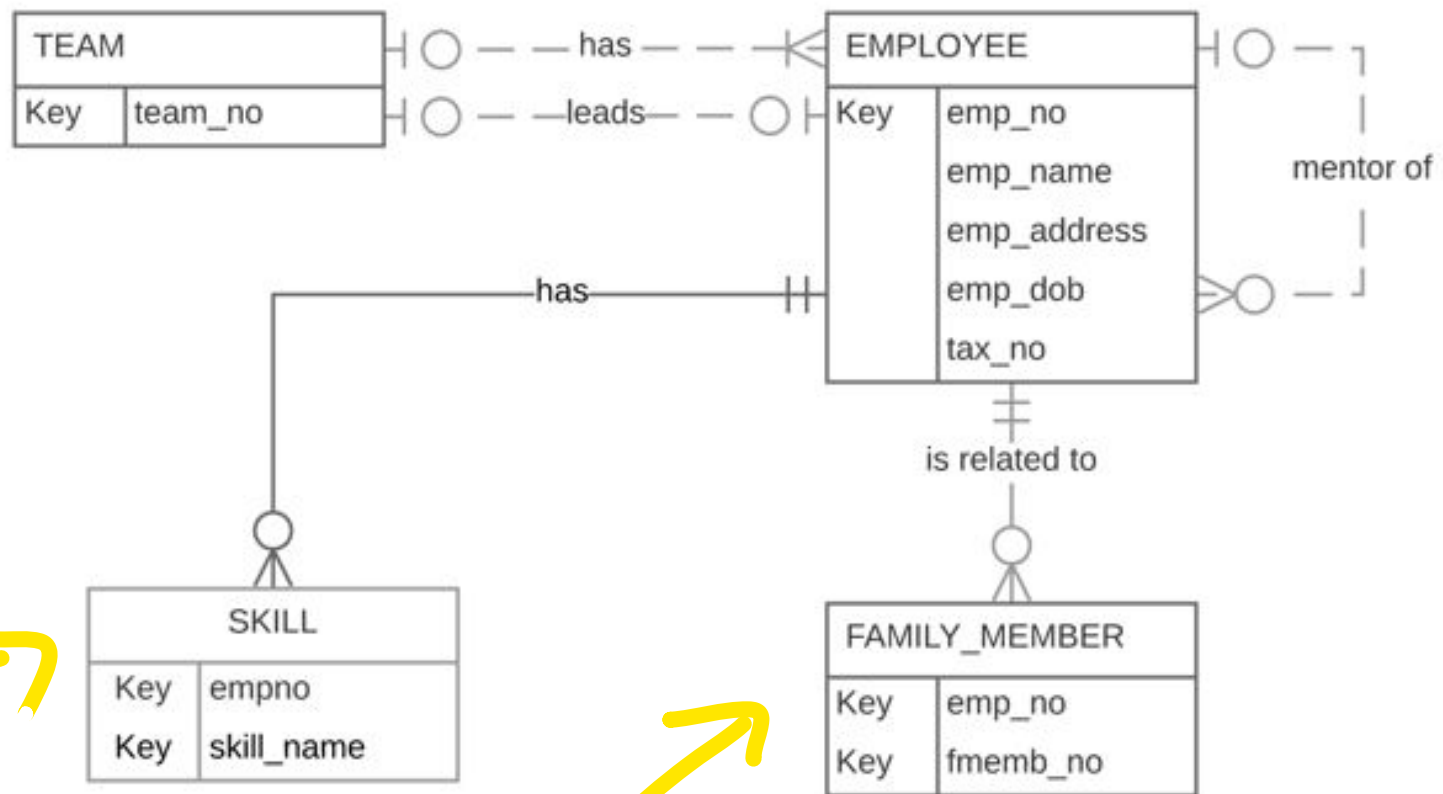 TEAM
Key team_no
has
leads
EMPLOYEE
Key emp_no
emp_name
emp_address
emp_dob
tax_no
mentor of
has
is related to
SKILL
Key empno
Key skill_name
FAMILY_MEMBER
Key emp_no
Key fmemb_no